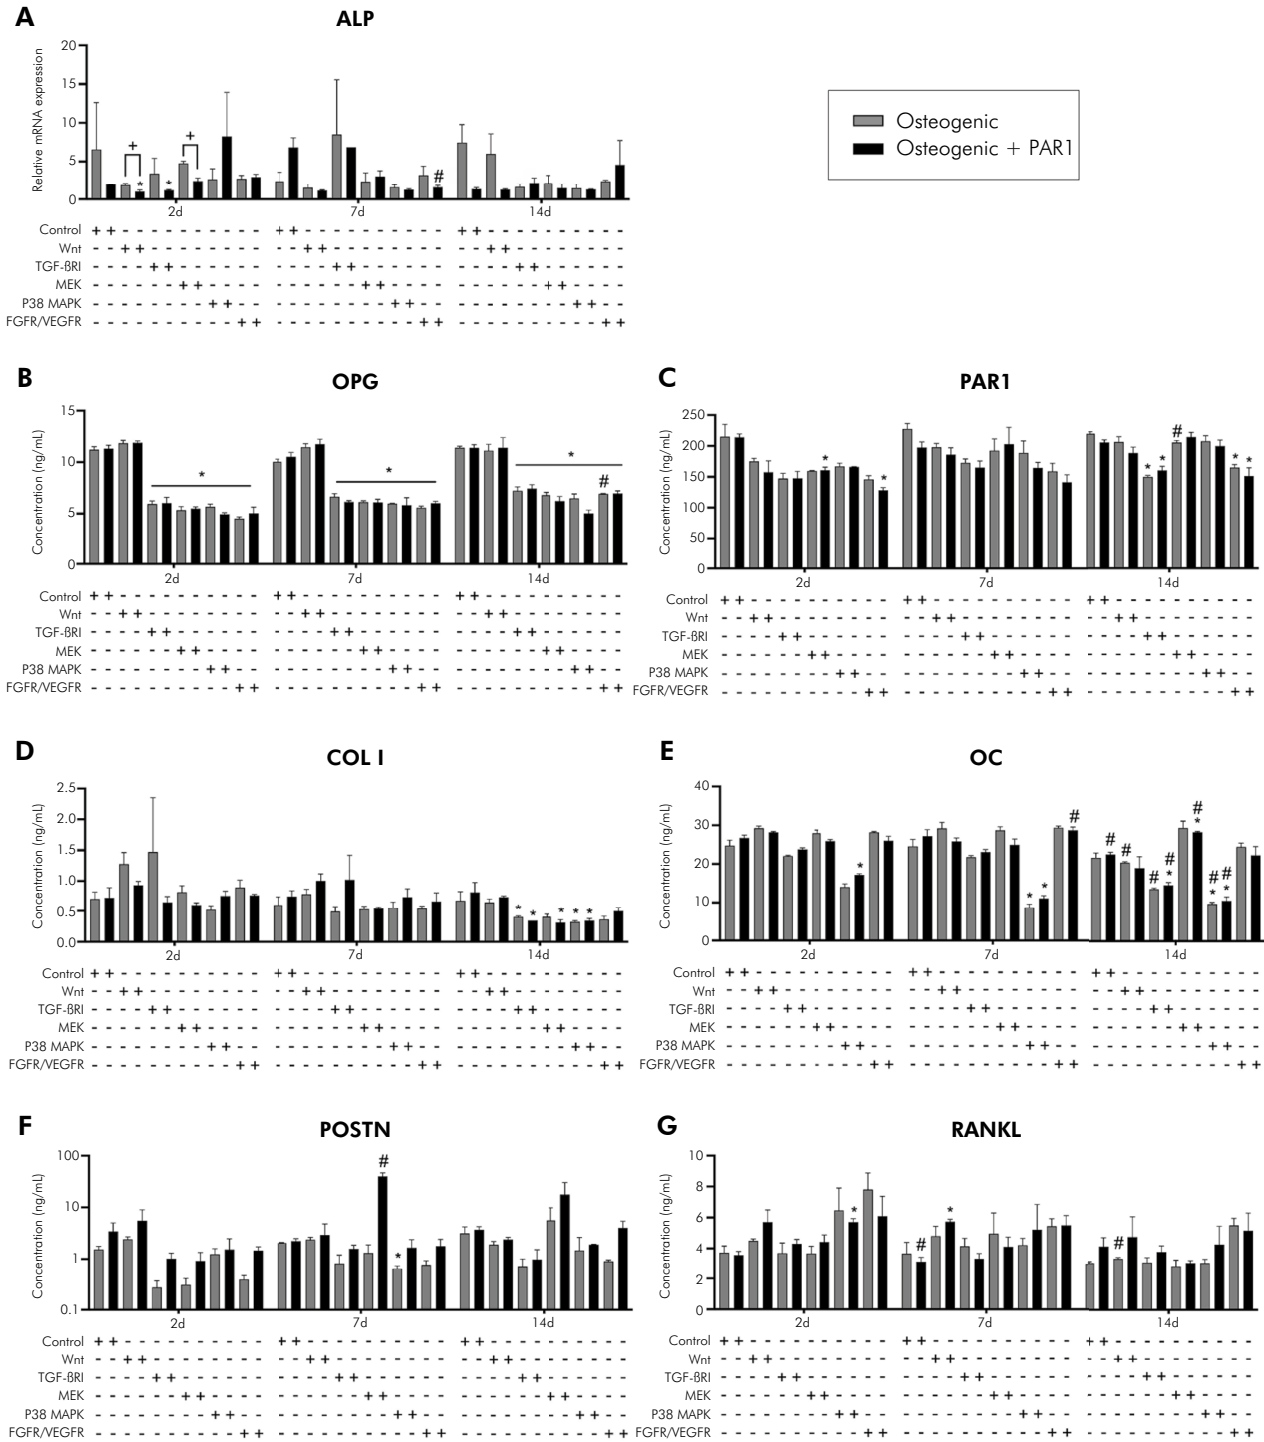 A
ALP
Relative mRNA expression
20
15
10
5
0
+
*
*
+
#
2d
7d
14d
Control + + - - - - - - - - - - + + - - - - - - - - - - + + - - - - - - - - - -
Wnt - - + + - - - - - - - - - - + + - - - - - - - - - - + + - - - - - - - -
TGF-ßRI - - - - + + - - - - - - - - - - + + - - - - - - - - - - + + - - - - - -
MEK - - - - - - + + - - - - - - - - - - + + - - - - - - - - - - + + - - - -
P38 MAPK - - - - - - - - + + - - - - - - - - - - + + - - - - - - - - - - + + - -
FGFR/VEGFR - - - - - - - - - - + + - - - - - - - - - - + + - - - - - - - - - - + +
Osteogenic
Osteogenic + PAR1
B
OPG
Concentration (ng/mL)
15
10
5
0
*
*
*
#
2d
7d
14d
Control + + - - - - - - - - - - + + - - - - - - - - - - + + - - - - - - - - - -
Wnt - - + + - - - - - - - - - - + + - - - - - - - - - - + + - - - - - - - -
TGF-ßRI - - - - + + - - - - - - - - - - + + - - - - - - - - - - + + - - - - - -
MEK - - - - - - + + - - - - - - - - - - + + - - - - - - - - - - + + - - - -
P38 MAPK - - - - - - - - + + - - - - - - - - - - + + - - - - - - - - - - + + - -
FGFR/VEGFR - - - - - - - - - - + + - - - - - - - - - - + + - - - - - - - - - - + +
C
PAR1
Concentration (ng/mL)
250
200
150
100
50
0
*
*
*
*
#
*
*
2d
7d
14d
Control + + - - - - - - - - - - + + - - - - - - - - - - + + - - - - - - - - - -
Wnt - - + + - - - - - - - - - - + + - - - - - - - - - - + + - - - - - - - -
TGF-ßRI - - - - + + - - - - - - - - - - + + - - - - - - - - - - + + - - - - - -
MEK - - - - - - + + - - - - - - - - - - + + - - - - - - - - - - + + - - - -
P38 MAPK - - - - - - - - + + - - - - - - - - - - + + - - - - - - - - - - + + - -
FGFR/VEGFR - - - - - - - - - - + + - - - - - - - - - - + + - - - - - - - - - - + +
D
COL I
Concentration (ng/mL)
2.5
2.0
1.5
1.0
0.5
0.0
* * * * *
2d
7d
14d
Control + + - - - - - - - - - - + + - - - - - - - - - - + + - - - - - - - - - -
Wnt - - + + - - - - - - - - - - + + - - - - - - - - - - + + - - - - - - - -
TGF-ßRI - - - - + + - - - - - - - - - - + + - - - - - - - - - - + + - - - - - -
MEK - - - - - - + + - - - - - - - - - - + + - - - - - - - - - - + + - - - -
P38 MAPK - - - - - - - - + + - - - - - - - - - - + + - - - - - - - - - - + + - -
FGFR/VEGFR - - - - - - - - - - + + - - - - - - - - - - + + - - - - - - - - - - + +
E
OC
Concentration (ng/mL)
40
30
20
10
0
*
* *
#
# # # # # # #
* * * *
2d
7d
14d
Control + + - - - - - - - - - - + + - - - - - - - - - - + + - - - - - - - - - -
Wnt - - + + - - - - - - - - - - + + - - - - - - - - - - + + - - - - - - - -
TGF-ßRI - - - - + + - - - - - - - - - - + + - - - - - - - - - - + + - - - - - -
MEK - - - - - - + + - - - - - - - - - - + + - - - - - - - - - - + + - - - -
P38 MAPK - - - - - - - - + + - - - - - - - - - - + + - - - - - - - - - - + + - -
FGFR/VEGFR - - - - - - - - - - + + - - - - - - - - - - + + - - - - - - - - - - + +
F
POSTN
Concentration (ng/mL)
100
10
1
0.1
#
*
2d
7d
14d
Control + + - - - - - - - - - - + + - - - - - - - - - - + + - - - - - - - - - -
Wnt - - + + - - - - - - - - - - + + - - - - - - - - - - + + - - - - - - - -
TGF-ßRI - - - - + + - - - - - - - - - - + + - - - - - - - - - - + + - - - - - -
MEK - - - - - - + + - - - - - - - - - - + + - - - - - - - - - - + + - - - -
P38 MAPK - - - - - - - - + + - - - - - - - - - - + + - - - - - - - - - - + + - -
FGFR/VEGFR - - - - - - - - - - + + - - - - - - - - - - + + - - - - - - - - - - + +
G
RANKL
Concentration (ng/mL)
10
8
6
4
2
0
*
#
*
#
2d
7d
14d
Control + + - - - - - - - - - - + + - - - - - - - - - - + + - - - - - - - - - -
Wnt - - + + - - - - - - - - - - + + - - - - - - - - - - + + - - - - - - - -
TGF-ßRI - - - - + + - - - - - - - - - - + + - - - - - - - - - - + + - - - - - -
MEK - - - - - - + + - - - - - - - - - - + + - - - - - - - - - - + + - - - -
P38 MAPK - - - - - - - - + + - - - - - - - - - - + + - - - - - - - - - - + + - -
FGFR/VEGFR - - - - - - - - - - + + - - - - - - - - - - + + - - - - - - - - - - + +